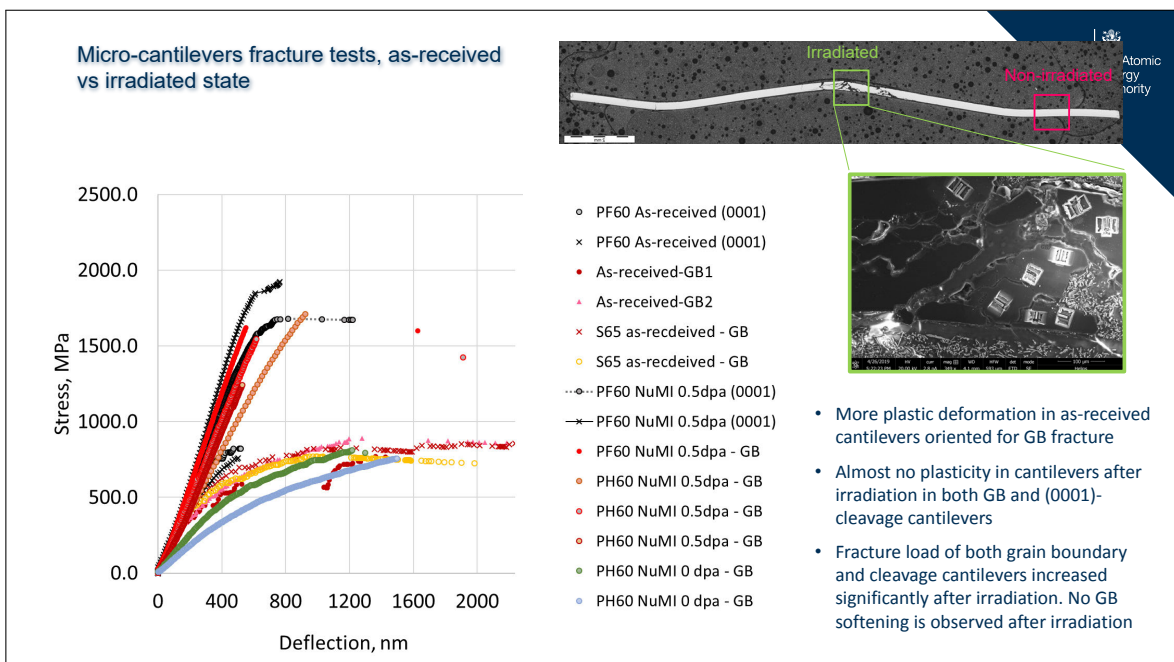 Micro-cantilevers fracture tests, as-received
vs irradiated state
Irradiated
Non-irradiated
Atomic
rgy
hority
2500.0
2000.0
1500.0
1000.0
500.0
0.0
0 400 800 1200 1600 2000
Stress, MPa
Deflection, nm
PF60 As-received (0001)
PF60 As-received (0001)
As-received-GB1
As-received-GB2
S65 as-recdeived - GB
S65 as-recdeived - GB
PF60 NuMI 0.5dpa (0001)
PF60 NuMI 0.5dpa (0001)
PF60 NuMI 0.5dpa - GB
PH60 NuMI 0.5dpa - GB
PH60 NuMI 0.5dpa - GB
PH60 NuMI 0.5dpa - GB
PH60 NuMI 0 dpa - GB
PH60 NuMI 0 dpa - GB
• More plastic deformation in as-received
cantilevers oriented for GB fracture
• Almost no plasticity in cantilevers after
irradiation in both GB and (0001)-
cleavage cantilevers
• Fracture load of both grain boundary
and cleavage cantilevers increased
significantly after irradiation. No GB
softening is observed after irradiation